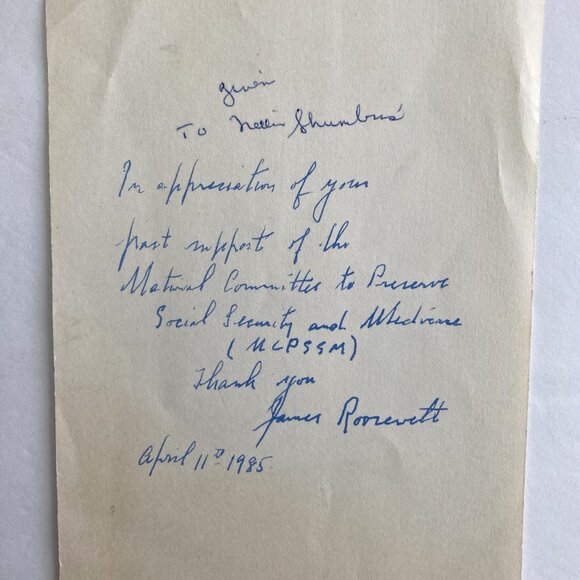 given
To Nellie
In appreciation of your
past support of the
National Committee to Preserve
Social Security and Medicare
(NCPSSM)
Thank you
James Roosevelt
April 11th 1985.